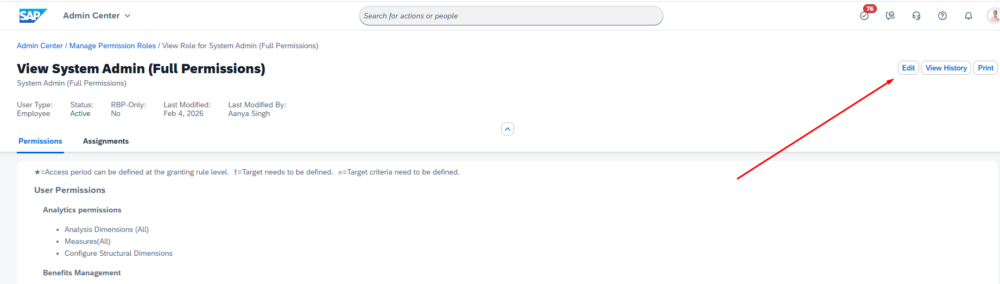 SAP Admin Center Search for actions or people 76
Admin Center / Manage Permission Roles / View Role for System Admin (Full Permissions)
View System Admin (Full Permissions) Edit View History Print
System Admin (Full Permissions)
User Type: Status: RBP-Only: Last Modified: Last Modified By:
Employee Active No Feb 4, 2026 Aanya Singh
Permissions Assignments
★=Access period can be defined at the granting rule level. †=Target needs to be defined. ⁜=Target criteria need to be defined.
User Permissions
Analytics permissions
• Analysis Dimensions (All)
• Measures(All)
• Configure Structural Dimensions
Benefits Management